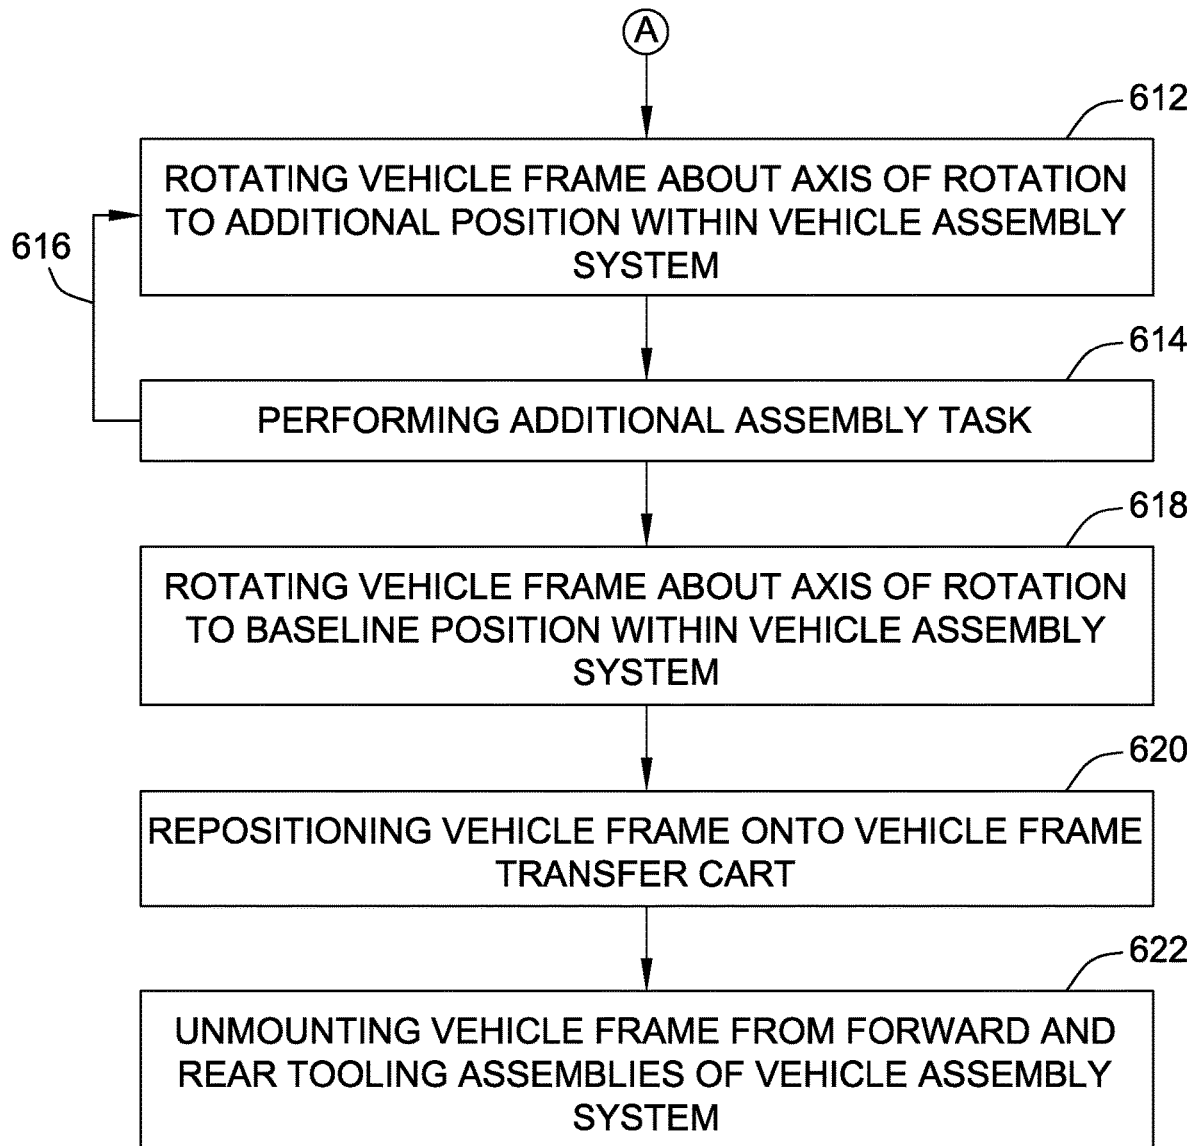 A
612
ROTATING VEHICLE FRAME ABOUT AXIS OF ROTATION
TO ADDITIONAL POSITION WITHIN VEHICLE ASSEMBLY
SYSTEM
616
614
PERFORMING ADDITIONAL ASSEMBLY TASK
618
ROTATING VEHICLE FRAME ABOUT AXIS OF ROTATION
TO BASELINE POSITION WITHIN VEHICLE ASSEMBLY
SYSTEM
620
REPOSITIONING VEHICLE FRAME ONTO VEHICLE FRAME
TRANSFER CART
622
UNMOUNTING VEHICLE FRAME FROM FORWARD AND
REAR TOOLING ASSEMBLIES OF VEHICLE ASSEMBLY
SYSTEM